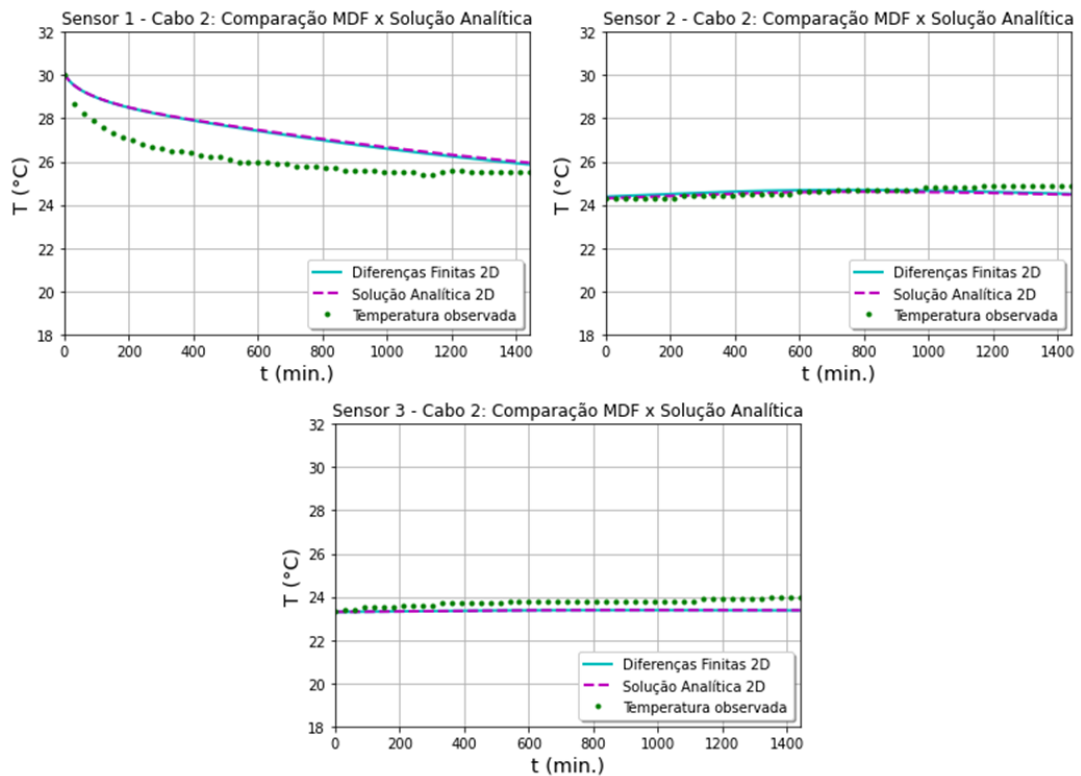 Sensor 1 - Cabo 2: Comparação MDF x Solução Analítica
32
30
28
26
24
22
20
18
T (°C)
0 200 400 600 800 1000 1200 1400
t (min.)
Diferenças Finitas 2D
Solução Analítica 2D
Temperatura observada
Sensor 2 - Cabo 2: Comparação MDF x Solução Analítica
32
30
28
26
24
22
20
18
T (°C)
0 200 400 600 800 1000 1200 1400
t (min.)
Diferenças Finitas 2D
Solução Analítica 2D
Temperatura observada
Sensor 3 - Cabo 2: Comparação MDF x Solução Analítica
32
30
28
26
24
22
20
18
T (°C)
0 200 400 600 800 1000 1200 1400
t (min.)
Diferenças Finitas 2D
Solução Analítica 2D
Temperatura observada